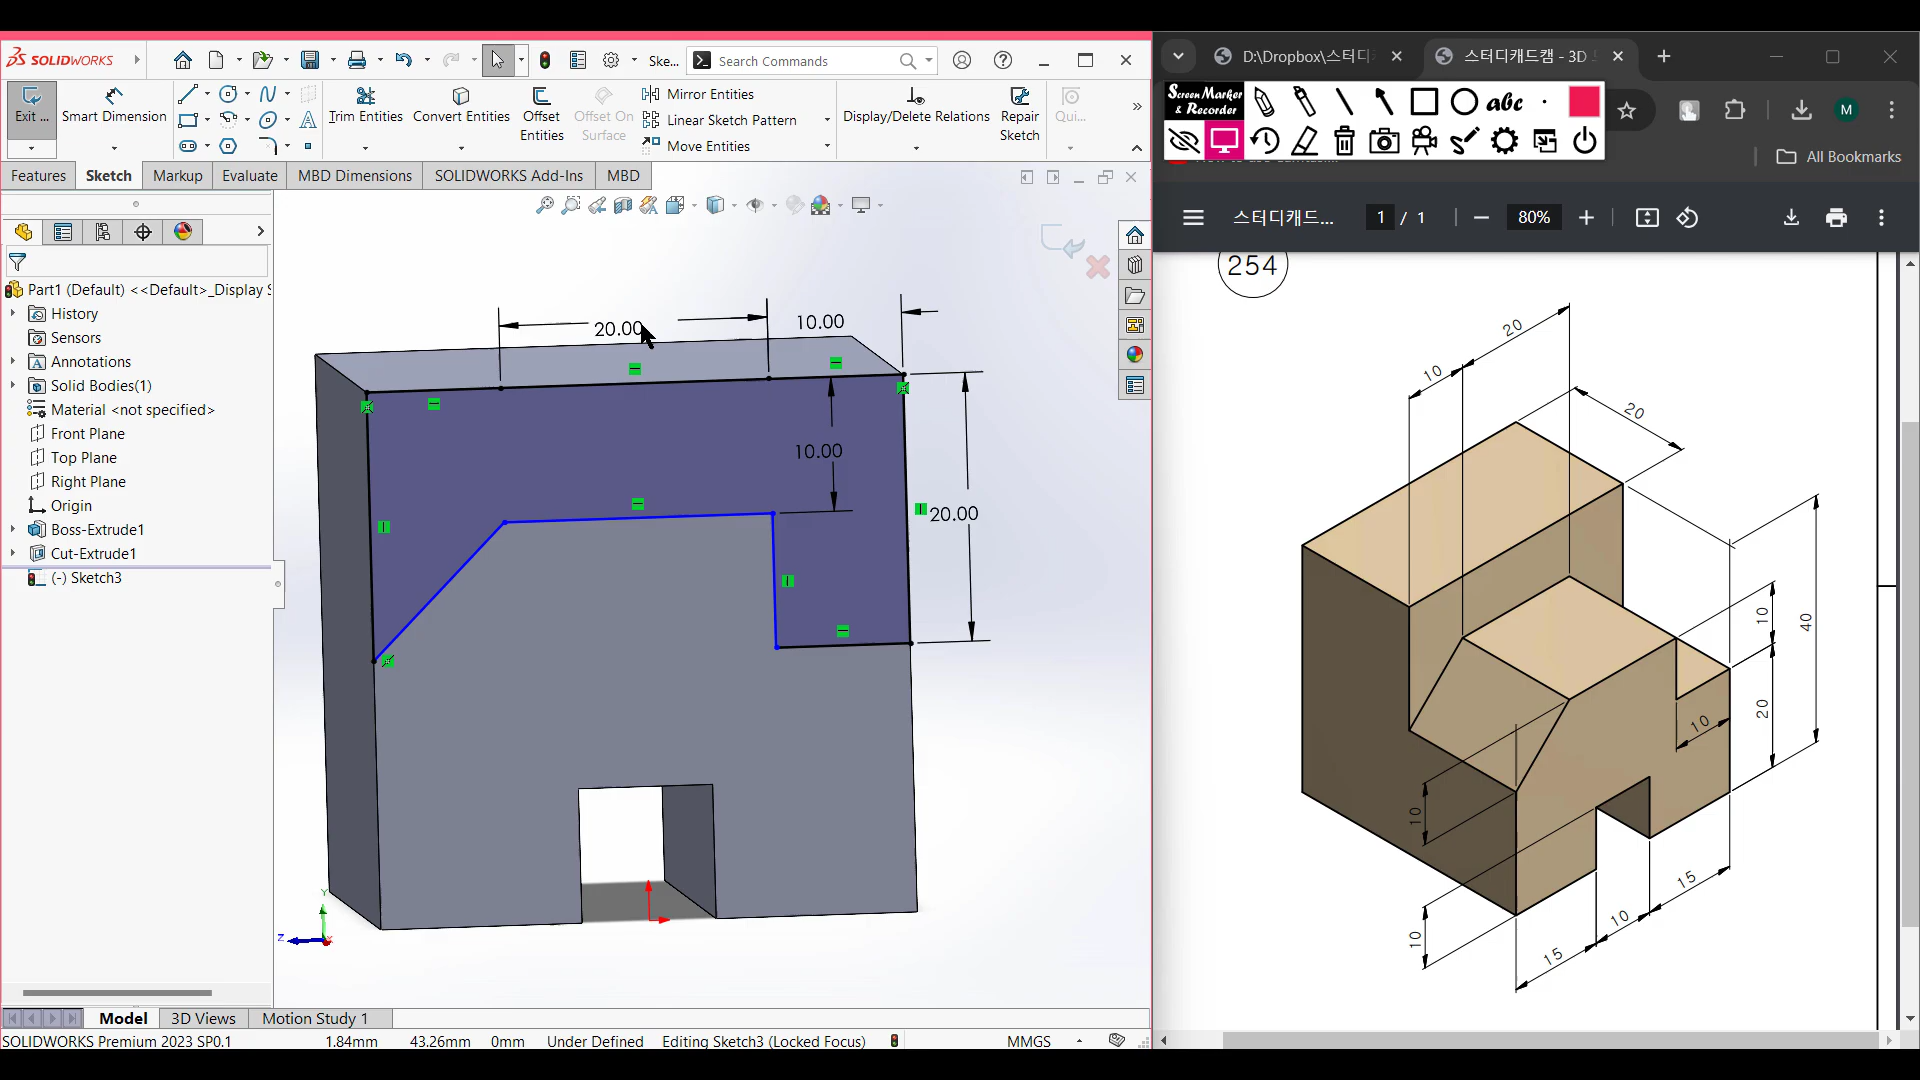 SOLIDWORKS
Ske...
Search Commands
Exit ...
Smart Dimension
Trim Entities
Convert Entities
Offset Entities
Offset On Surface
Mirror Entities
Linear Sketch Pattern
Move Entities
Display/Delete Relations
Repair Sketch
Qui...
Features
Sketch
Markup
Evaluate
MBD Dimensions
SOLIDWORKS Add-Ins
MBD
Part1 (Default) <<Default>_Display S
History
Sensors
Annotations
Solid Bodies(1)
Material <not specified>
Front Plane
Top Plane
Right Plane
Origin
Boss-Extrude1
Cut-Extrude1
(-) Sketch3
20.00
10.00
10.00
20.00
Y
Z
Model
3D Views
Motion Study 1
SOLIDWORKS Premium 2023 SP0.1
1.84mm
43.26mm
0mm
Under Defined
Editing Sketch3 (Locked Focus)
MMGS
D:\Dropbox\스터디
스터디캐드캠 - 3D
Screen Marker & Recorder
abc
M
All Bookmarks
스터디캐드...
1 / 1
80%
254
20
10
20
10
40
20
10
10
10
15
10
15